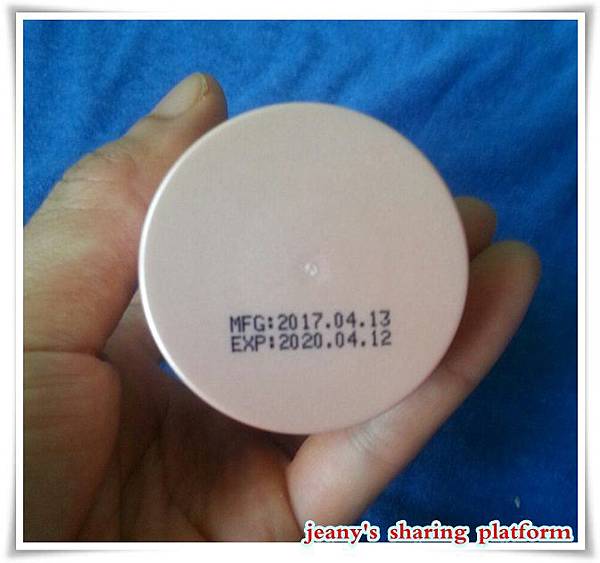 MFG:2017.04.13
EXP:2020.04.12
jeany's sharing platform